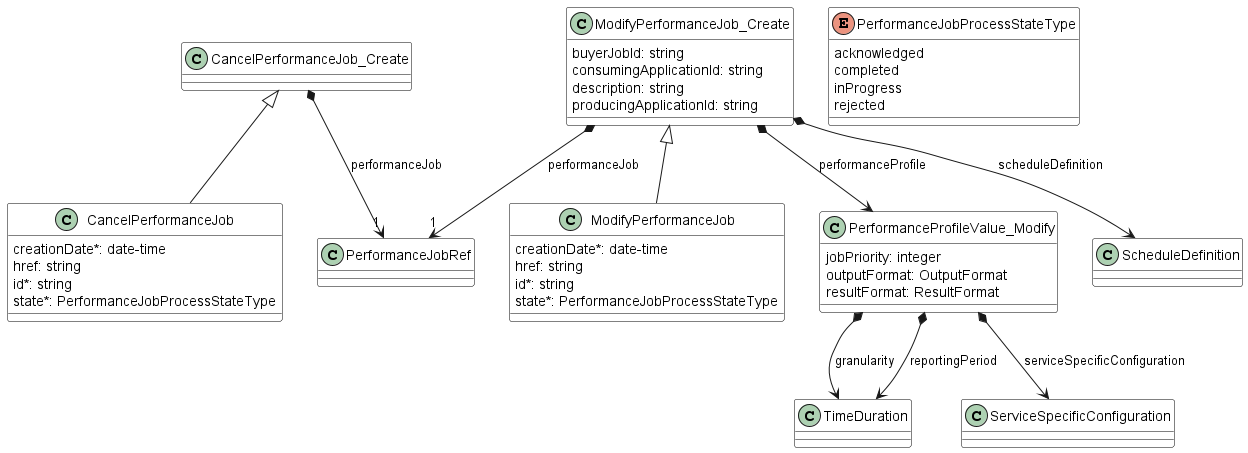 C CancelPerformanceJob_Create
C ModifyPerformanceJob_Create
buyerJobId: string
consumingApplicationId: string
description: string
producingApplicationId: string
E PerformanceJobProcessStateType
acknowledged
completed
inProgress
rejected
performanceJob
performanceJob
performanceProfile
scheduleDefinition
1
1
C CancelPerformanceJob
creationDate*: date-time
href: string
id*: string
state*: PerformanceJobProcessStateType
C PerformanceJobRef
C ModifyPerformanceJob
creationDate*: date-time
href: string
id*: string
state*: PerformanceJobProcessStateType
C PerformanceProfileValue_Modify
jobPriority: integer
outputFormat: OutputFormat
resultFormat: ResultFormat
C ScheduleDefinition
granularity
reportingPeriod
serviceSpecificConfiguration
C TimeDuration
C ServiceSpecificConfiguration